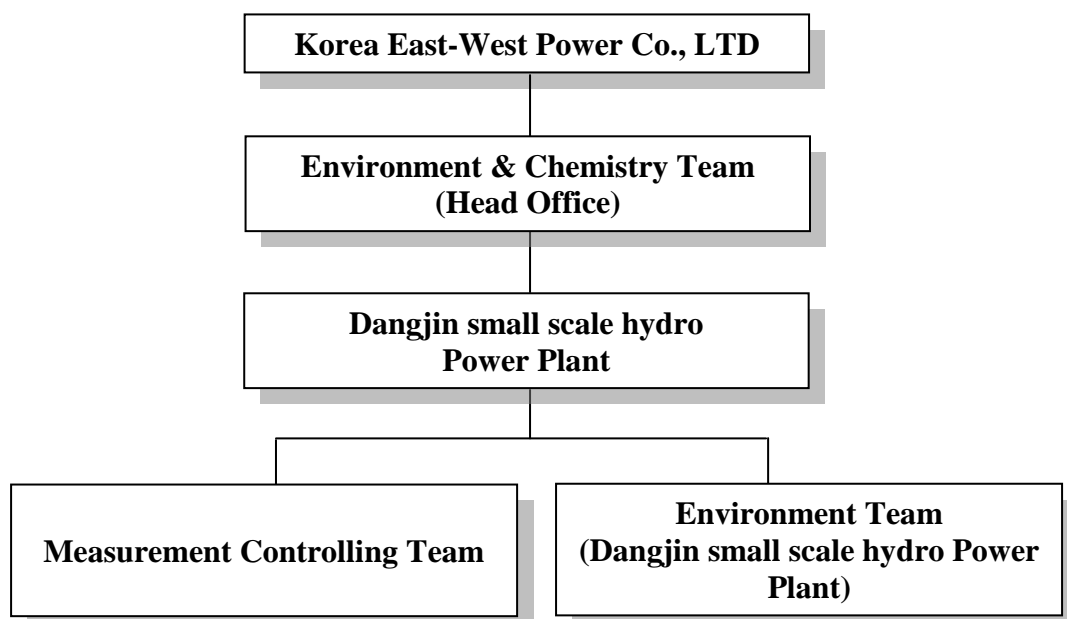 Korea East-West Power Co., LTD
Environment & Chemistry Team
(Head Office)
Dangjin small scale hydro
Power Plant
Measurement Controlling Team
Environment Team
(Dangjin small scale hydro Power
Plant)